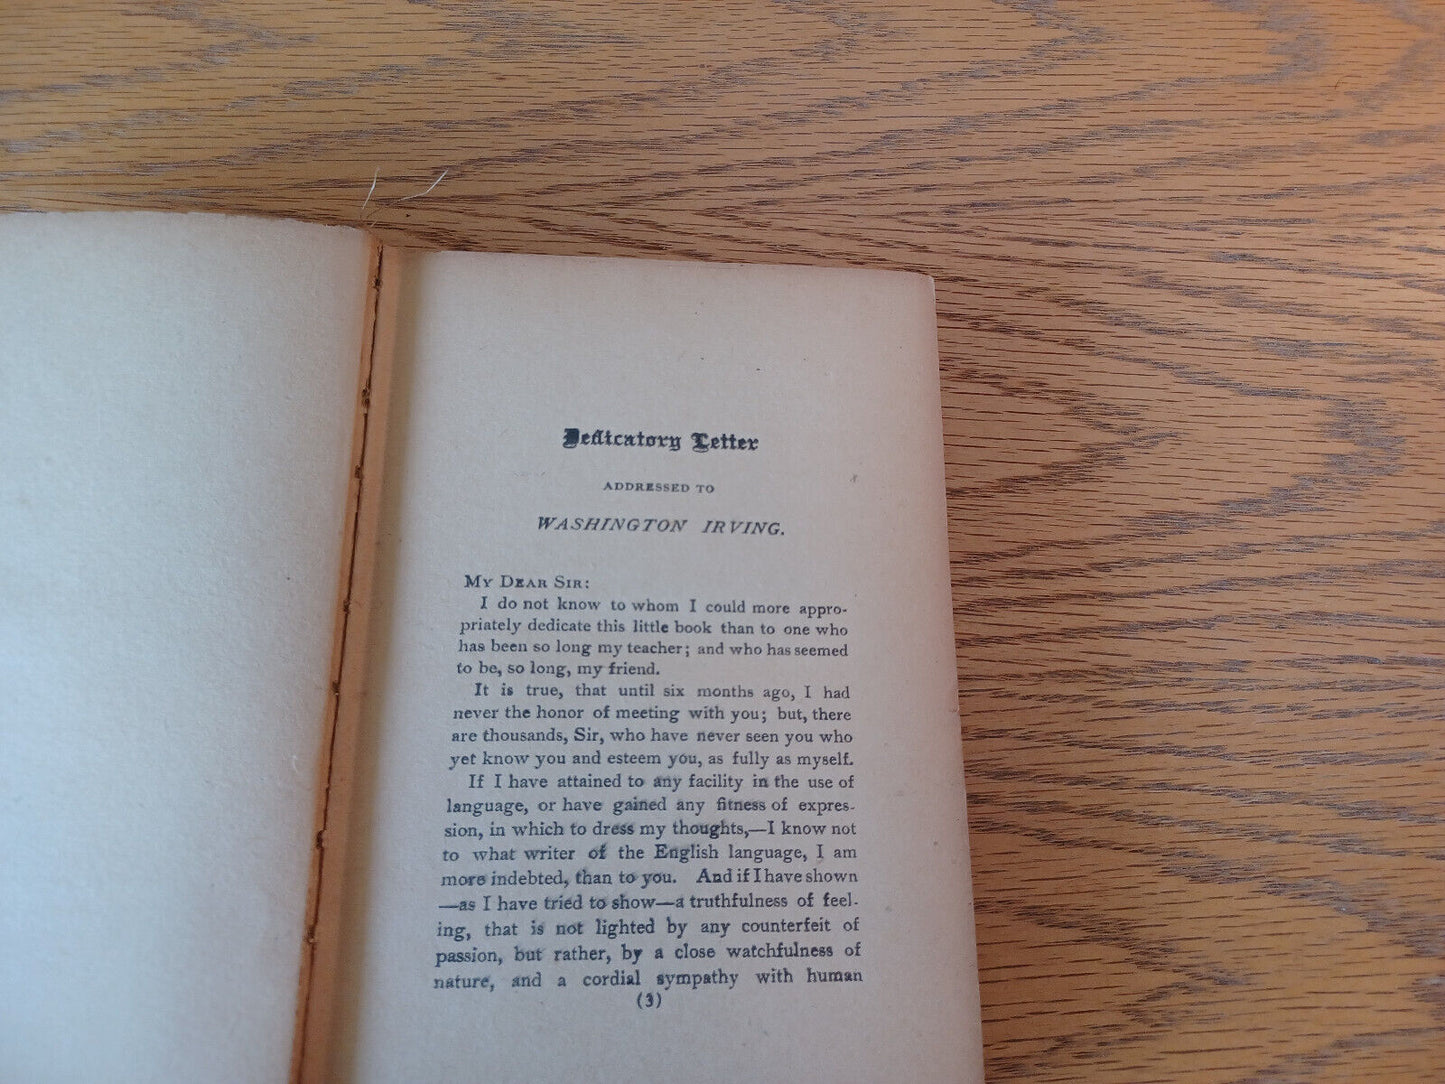 Dedicatory Letter
ADDRESSED TO
WASHINGTON IRVING.
MY DEAR SIR:
I do not know to whom I could more appro-
priately dedicate this little book than to one who
has been so long my teacher; and who has seemed
to be, so long, my friend.
It is true, that until six months ago, I had
never the honor of meeting with you; but, there
are thousands, Sir, who have never seen you who
yet know you and esteem you, as fully as myself.
If I have attained to any facility in the use of
language, or have gained any fitness of expres-
sion, in which to dress my thoughts,—I know not
to what writer of the English language, I am
more indebted, than to you. And if I have shown
—as I have tried to show—a truthfulness of feel-
ing, that is not lighted by any counterfeit of
passion, but rather, by a close watchfulness of
nature, and a cordial sympathy with human
(3)